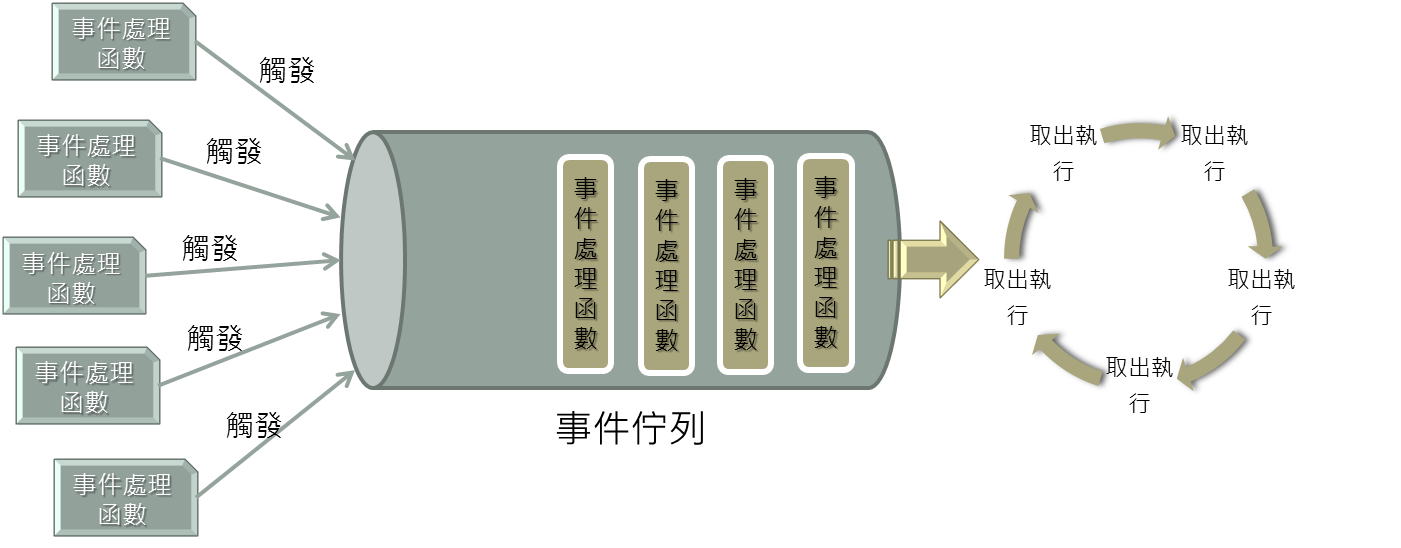 事件處理
函數
觸發
事件處理
函數
觸發
事件處理
函數
觸發
事件處理
函數
觸發
事件處理
函數
觸發
事件處理函數
事件處理函數
事件處理函數
事件處理函數
事件佇列
取出執
行
取出執
行
取出執
行
取出執
行
取出執
行